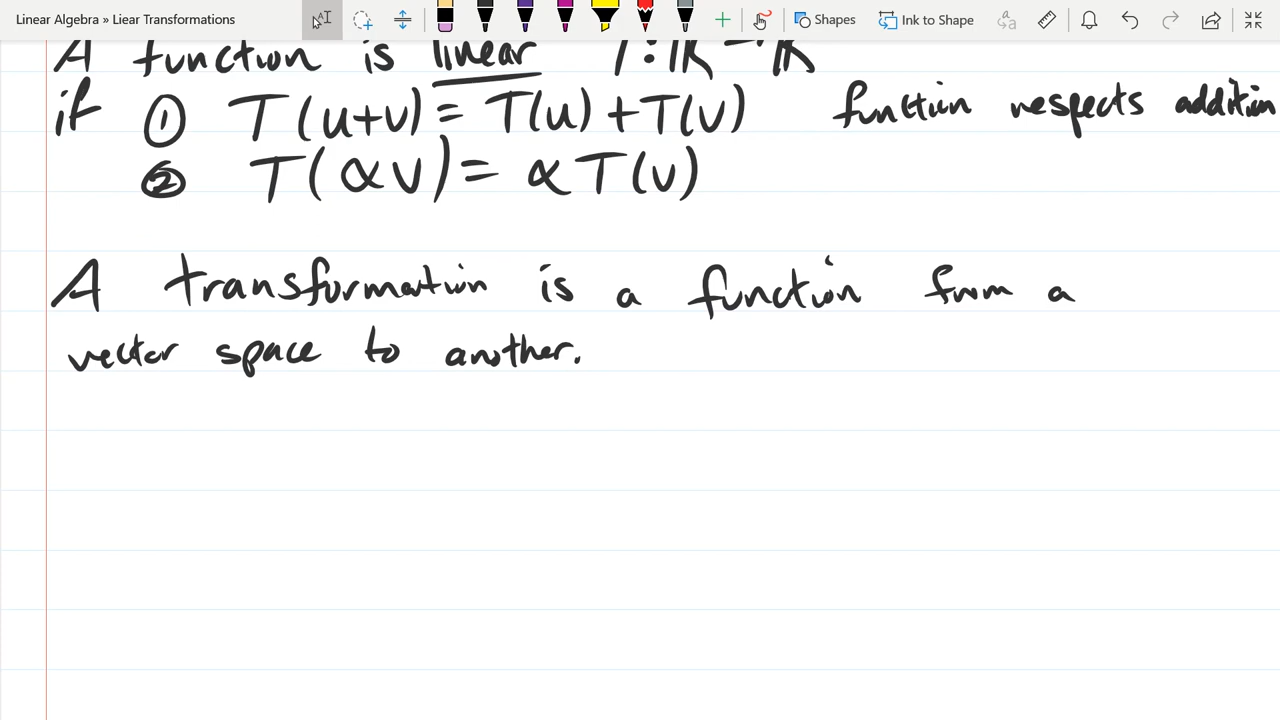 Linear Algebra » Liear Transformations
Shapes
Ink to Shape
A function is linear T : ℝ → ℝ
if ① T(u+v) = T(u) + T(v) function respects addition
② T(αv) = αT(v)
A transformation is a function from a
vector space to another.